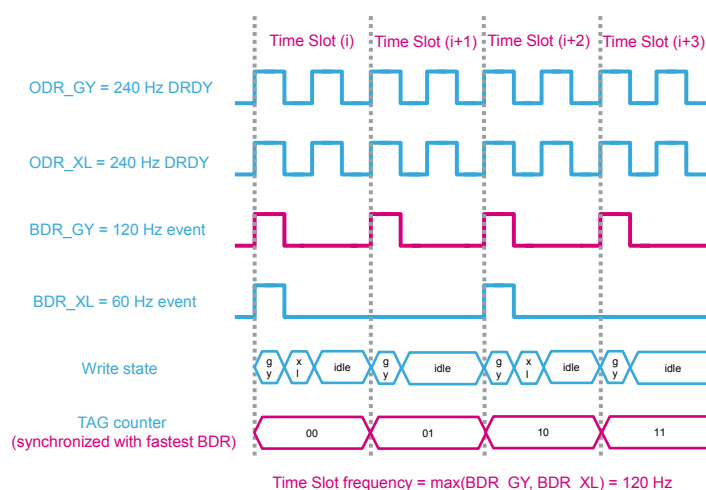 Time Slot (i) Time Slot (i+1) Time Slot (i+2) Time Slot (i+3)
ODR_GY = 240 Hz DRDY
ODR_XL = 240 Hz DRDY
BDR_GY = 120 Hz event
BDR_XL = 60 Hz event
Write state
g
y
x
l
idle
g
y
idle
g
y
x
l
idle
g
y
idle
TAG counter
(synchronized with fastest BDR)
00 01 10 11
Time Slot frequency = max(BDR_GY, BDR_XL) = 120 Hz